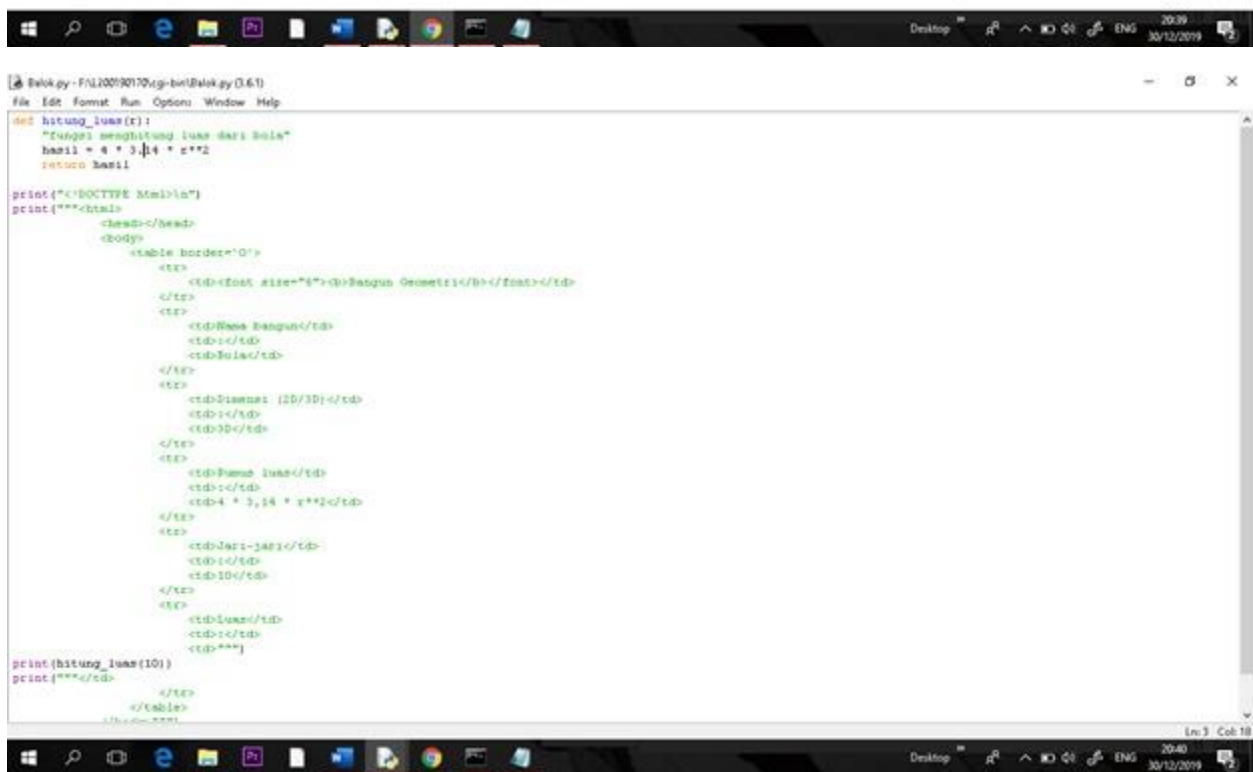 Desktop
ENG
20:39
30/12/2019
Balok.py - F:\L200190170\cgi-bin\Balok.py (3.6.1)
File Edit Format Run Options Window Help
def hitung_luas(r):
"fungsi menghitung luas dari bola"
hasil = 4 * 3.14 * r**2
return hasil
print("<!DOCTYPE html>\n")
print("""<html>
<head></head>
<body>
<table border='0'>
<tr>
<td><font size="6"><b>Bangun Geometri</b></font></td>
</tr>
<tr>
<td>Nama bangun</td>
<td>:</td>
<td>Bola</td>
</tr>
<tr>
<td>Dimensi (2D/3D)</td>
<td>:</td>
<td>3D</td>
</tr>
<tr>
<td>Rumus luas</td>
<td>:</td>
<td>4 * 3,14 * r**2</td>
</tr>
<tr>
<td>Jari-jari</td>
<td>:</td>
<td>10</td>
</tr>
<tr>
<td>Luas</td>
<td>:</td>
<td>""")
print(hitung_luas(10))
print("""</td>
</tr>
</table>
Ln: 3 Col: 18
Desktop
ENG
20:40
30/12/2019